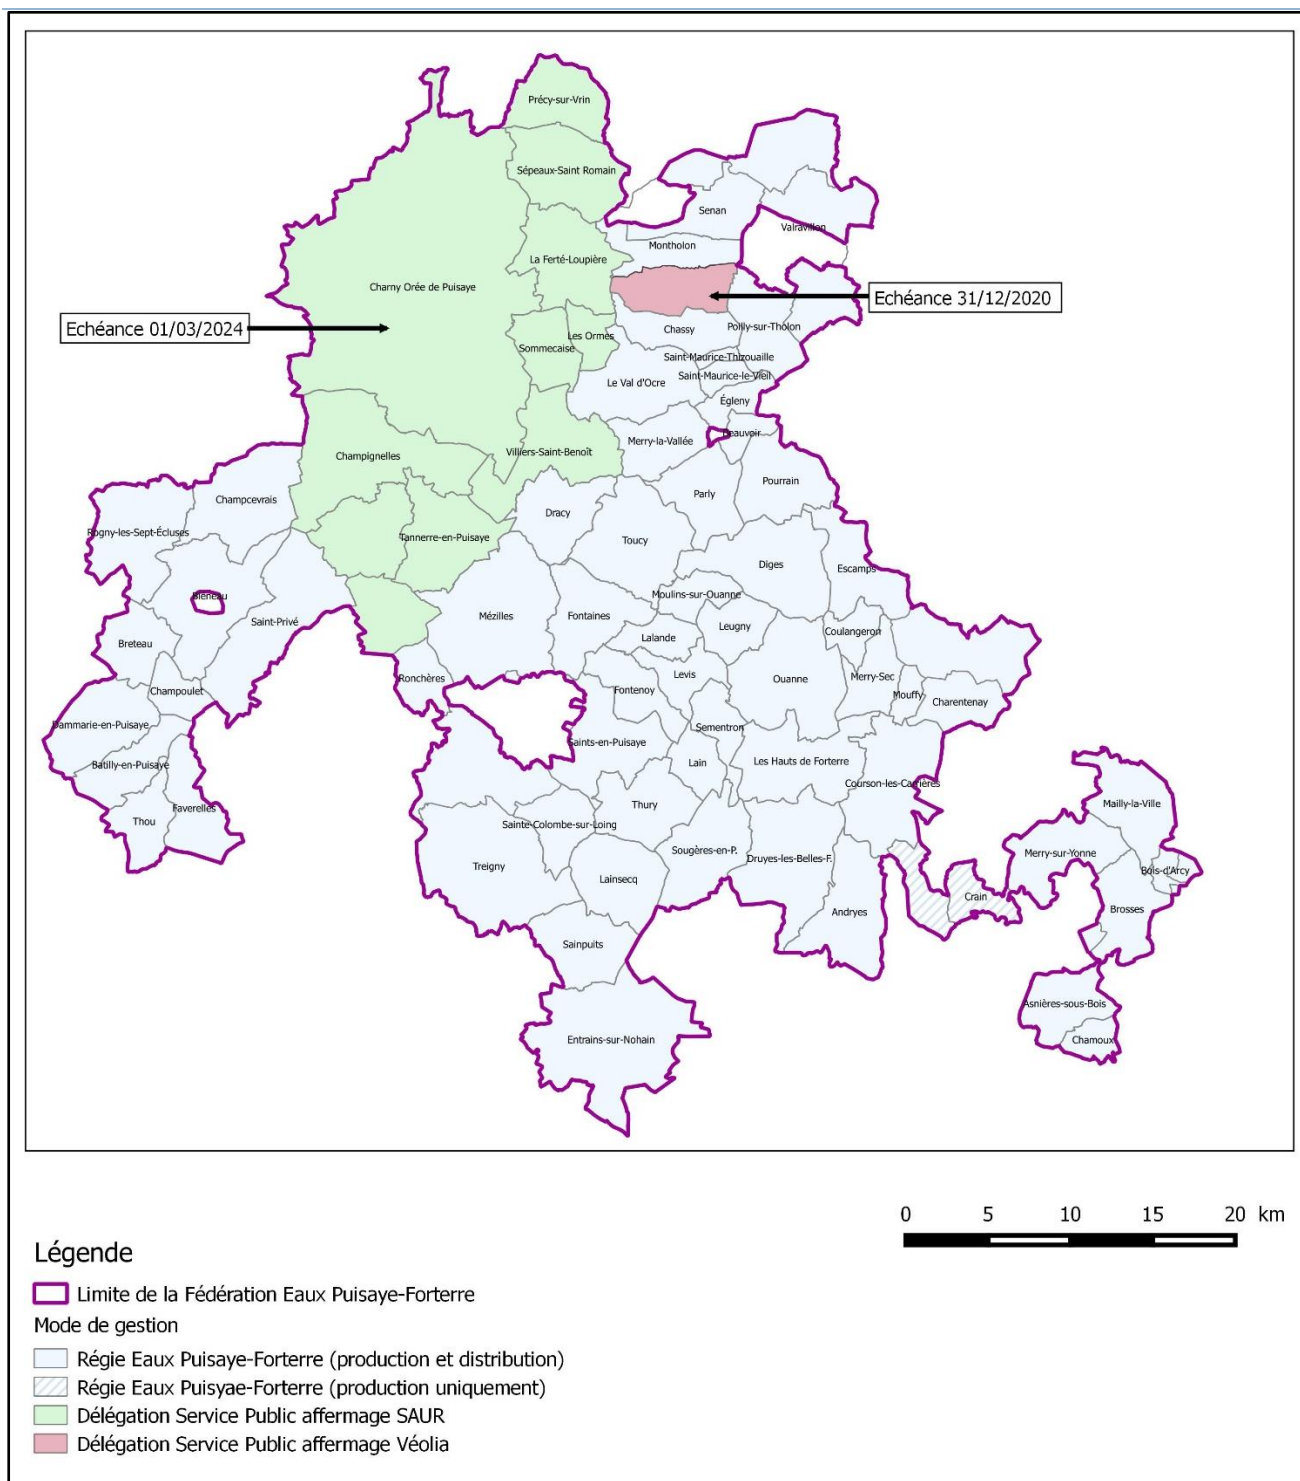 Précy-sur-Vrin
Sépeaux-Saint Romain
Senan
Valravillon
Montholon
La Ferté-Loupière
Charny Orée de Puisaye
Echéance 31/12/2020
Echéance 01/03/2024
Chassy
Poilly-sur-Tholon
Les Ormes
Sommecaise
Saint-Maurice-Thizouaille
Saint-Maurice-le-Vieil
Le Val d'Ocre
Égleny
Beauvoir
Merry-la-Vallée
Villiers-Saint-Benoît
Champignelles
Pourrain
Parly
Champcevrais
Dracy
Rogny-les-Sept-Écluses
Tannerre-en-Puisaye
Toucy
Diges
Escamps
Moulins-sur-Ouanne
Bléneau
Mézilles
Fontaines
Saint-Privé
Leugny
Coulangeron
Lalande
Breteau
Levis
Ouanne
Merry-Sec
Ronchères
Champoulet
Fontenoy
Mouffy
Charentenay
Dammarie-en-Puisaye
Sementron
Saints-en-Puisaye
Lain
Les Hauts de Forterre
Batilly-en-Puisaye
Courson-les-Carrières
Faverelles
Thury
Mailly-la-Ville
Thou
Sainte-Colombe-sur-Loing
Sougères-en-P.
Merry-sur-Yonne
Druyes-les-Belles-F.
Treigny
Bois-d'Arcy
Lainsecq
Crain
Brosses
Andryes
Sainpuits
Asnières-sous-Bois
Entrains-sur-Nohain
Chamoux
0 5 10 15 20 km
Légende
Limite de la Fédération Eaux Puisaye-Forterre
Mode de gestion
Régie Eaux Puisaye-Forterre (production et distribution)
Régie Eaux Puisyae-Forterre (production uniquement)
Délégation Service Public affermage SAUR
Délégation Service Public affermage Véolia